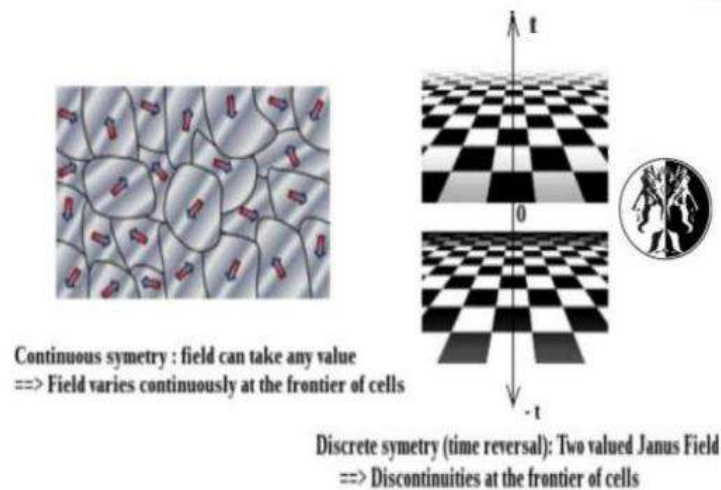 t
0
Continuous symetry : field can take any value
==> Field varies continuously at the frontier of cells
- t
Discrete symetry (time reversal): Two valued Janus Field
==> Discontinuities at the frontier of cells